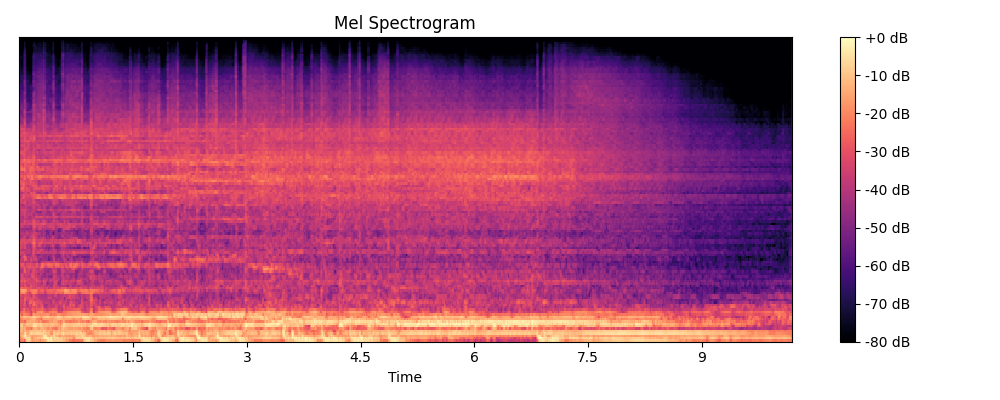 Mel Spectrogram
+0 dB
-10 dB
-20 dB
-30 dB
-40 dB
-50 dB
-60 dB
-70 dB
-80 dB
0 1.5 3 4.5 6 7.5 9
Time